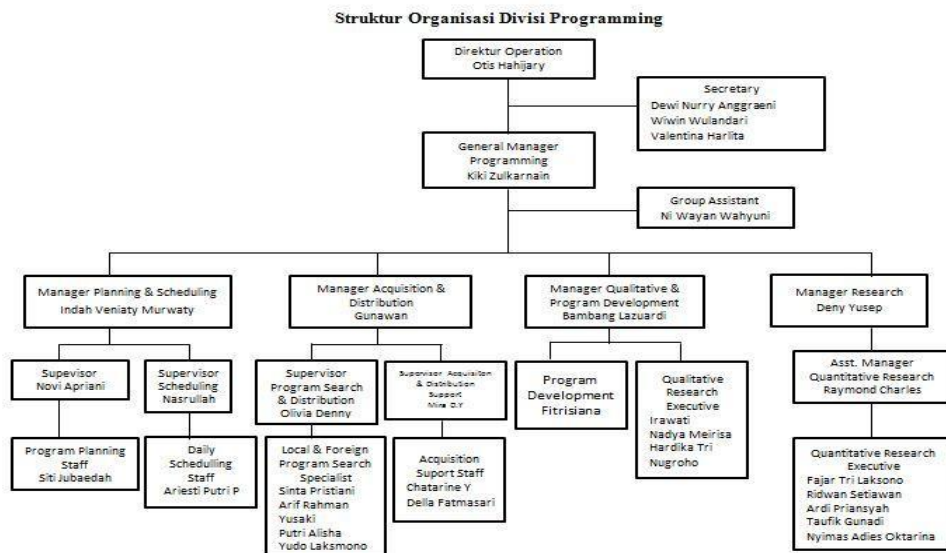 Struktur Organisasi Divisi Programming
Direktur Operation
Otis Hahijary
Secretary
Dewi Nurry Anggraeni
Wiwin Wulandari
Valentina Harlita
General Manager
Programming
Kiki Zulkarnain
Group Assistant
Ni Wayan Wahyuni
Manager Planning & Scheduling
Indah Veniaty Murwaty
Manager Acquisition &
Distribution
Gunawan
Manager Qualitative &
Program Development
Bambang Lazuardi
Manager Research
Deny Yusep
Supevisor
Novi Apriani
Supervisor
Scheduling
Nasrullah
Supervisor
Program Search
& Distribution
Olivia Denny
Supervisor Acquisiton
& Distribution
Support
Mira D.Y
Program
Development
Fitrisiana
Qualitative
Research
Executive
Irawati
Nadya Meirisa
Hardika Tri
Nugroho
Asst. Manager
Quantitative Research
Raymond Charles
Program Planning
Staff
Siti Jubaedah
Daily
Schedulling
Staff
Ariesti Putri P
Local & Foreign
Program Search
Specialist
Sinta Pristiani
Arif Rahman
Yusaki
Putri Alisha
Yudo Laksmono
Acquisition
Suport Staff
Chatarine Y
Della Fatmasari
Quantitative Research
Executive
Fajar Tri Laksono
Ridwan Setiawan
Ardi Priansyah
Taufik Gunadi
Nyimas Adies Oktarina